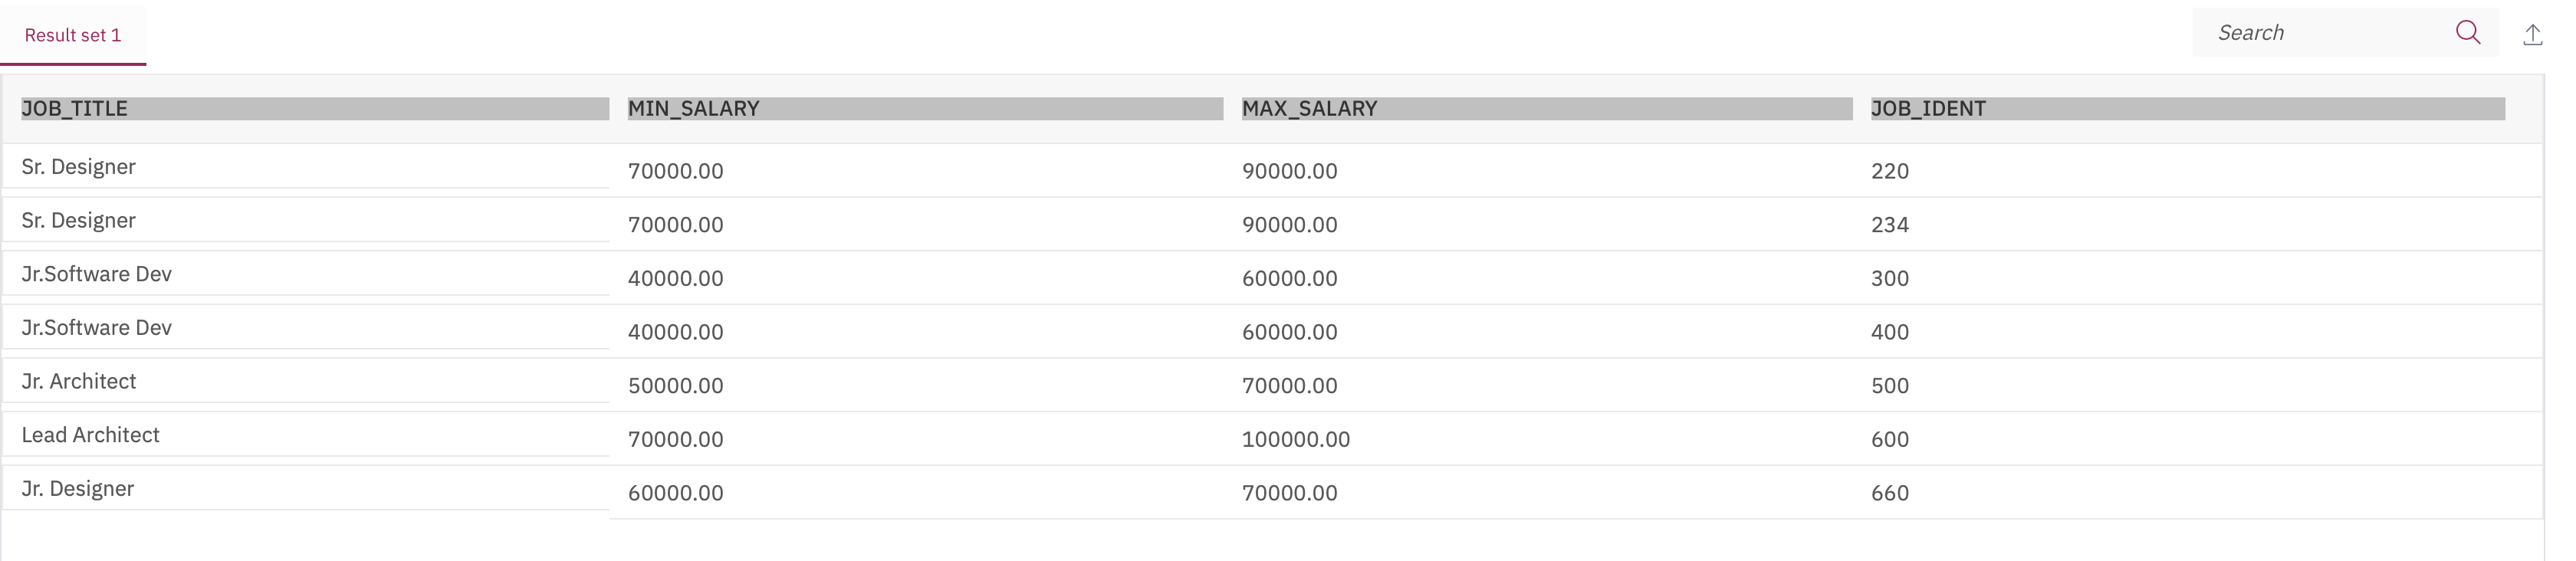 Result set 1
Search
JOB_TITLE MIN_SALARY MAX_SALARY JOB_IDENT
Sr. Designer 70000.00 90000.00 220
Sr. Designer 70000.00 90000.00 234
Jr.Software Dev 40000.00 60000.00 300
Jr.Software Dev 40000.00 60000.00 400
Jr. Architect 50000.00 70000.00 500
Lead Architect 70000.00 100000.00 600
Jr. Designer 60000.00 70000.00 660